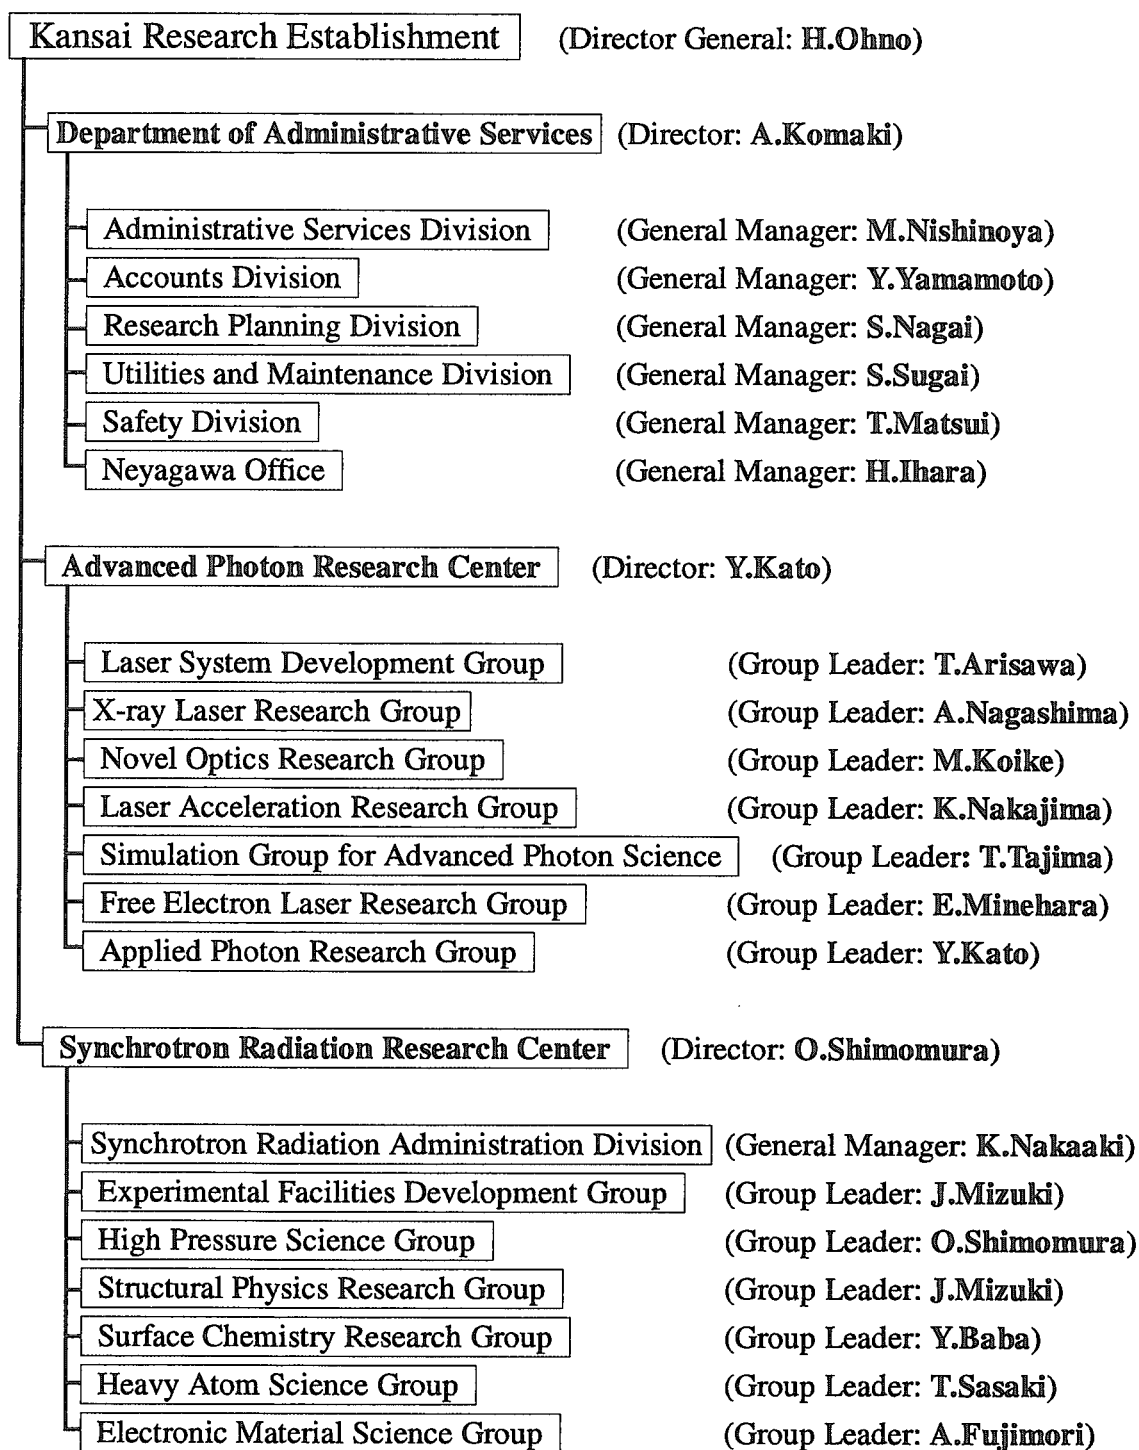 Kansai Research Establishment (Director General: H.Ohno)
Department of Administrative Services (Director: A.Komaki)
Administrative Services Division (General Manager: M.Nishinoya)
Accounts Division (General Manager: Y.Yamamoto)
Research Planning Division (General Manager: S.Nagai)
Utilities and Maintenance Division (General Manager: S.Sugai)
Safety Division (General Manager: T.Matsui)
Neyagawa Office (General Manager: H.Ihara)
Advanced Photon Research Center (Director: Y.Kato)
Laser System Development Group (Group Leader: T.Arisawa)
X-ray Laser Research Group (Group Leader: A.Nagashima)
Novel Optics Research Group (Group Leader: M.Koike)
Laser Acceleration Research Group (Group Leader: K.Nakajima)
Simulation Group for Advanced Photon Science (Group Leader: T.Tajima)
Free Electron Laser Research Group (Group Leader: E.Minehara)
Applied Photon Research Group (Group Leader: Y.Kato)
Synchrotron Radiation Research Center (Director: O.Shimomura)
Synchrotron Radiation Administration Division (General Manager: K.Nakaaki)
Experimental Facilities Development Group (Group Leader: J.Mizuki)
High Pressure Science Group (Group Leader: O.Shimomura)
Structural Physics Research Group (Group Leader: J.Mizuki)
Surface Chemistry Research Group (Group Leader: Y.Baba)
Heavy Atom Science Group (Group Leader: T.Sasaki)
Electronic Material Science Group (Group Leader: A.Fujimori)